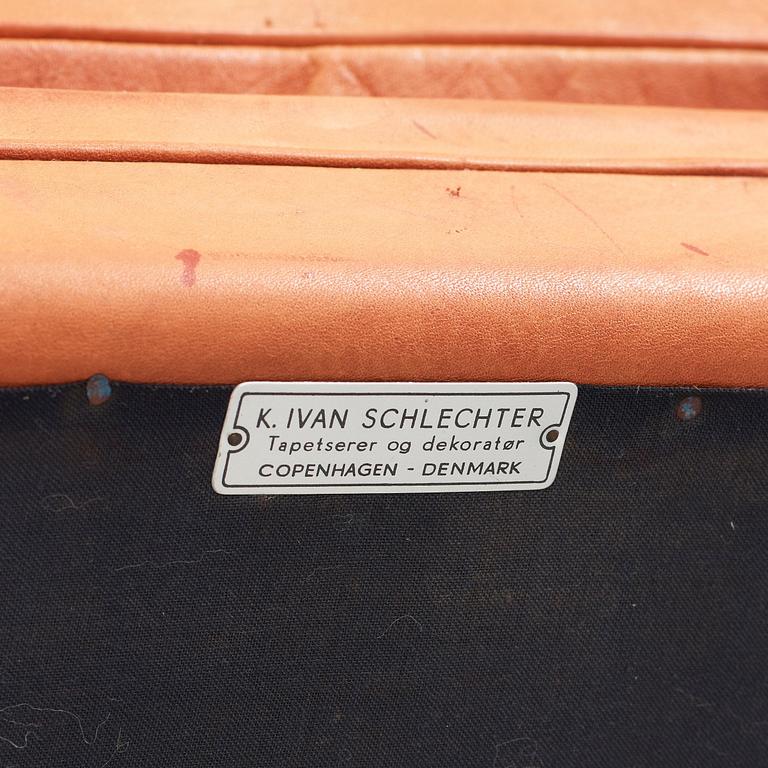 K. IVAN SCHLECHTER
Tapetserer og dekoratør
COPENHAGEN - DENMARK